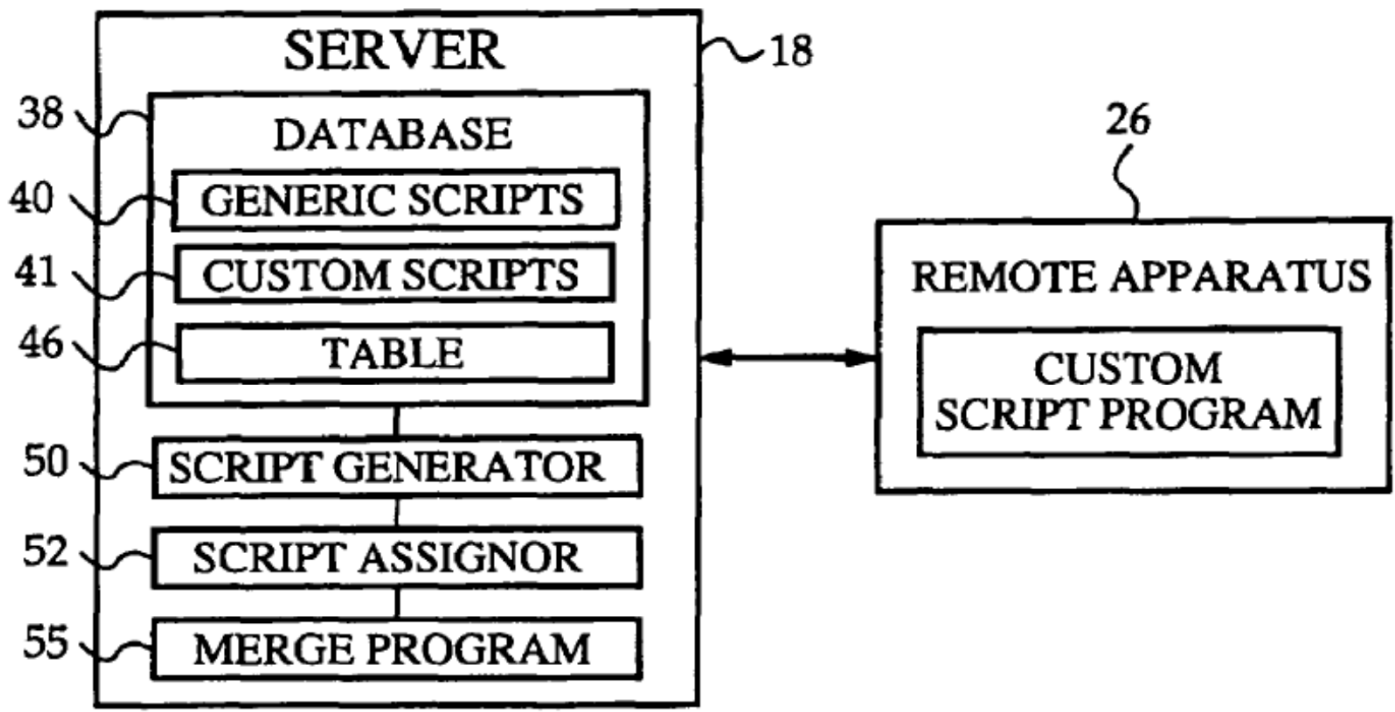 SERVER
18
38
DATABASE
40
GENERIC SCRIPTS
41
CUSTOM SCRIPTS
46
TABLE
50
SCRIPT GENERATOR
52
SCRIPT ASSIGNOR
55
MERGE PROGRAM
26
REMOTE APPARATUS
CUSTOM
SCRIPT PROGRAM